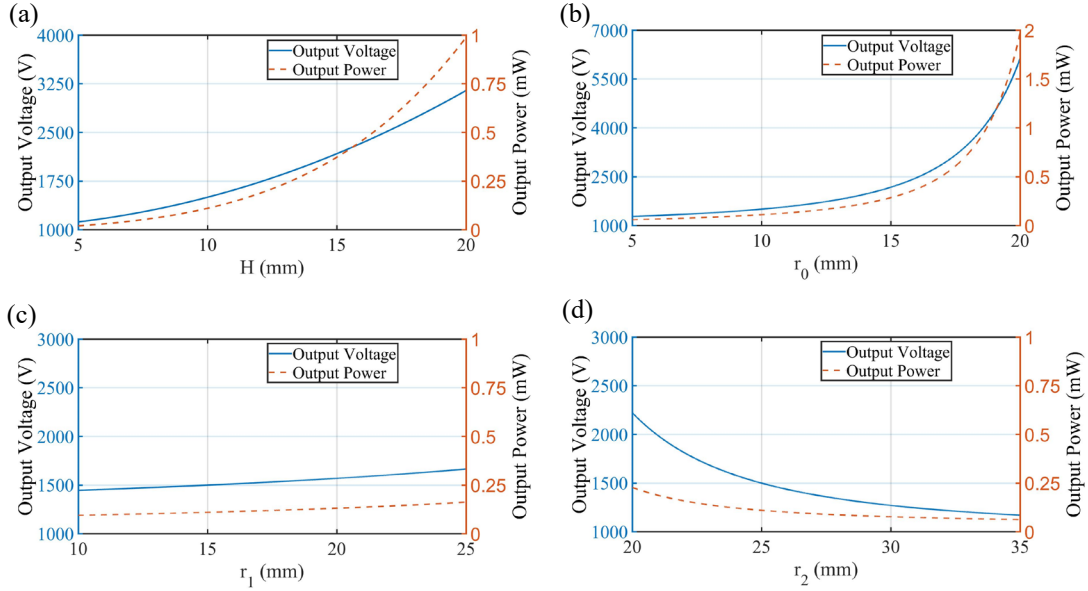 (a)
4000
3250
2500
1750
1000
Output Voltage (V)
Output Voltage
Output Power
1
0.75
0.5
0.25
0
Output Power (mW)
5
10
15
20
H (mm)
(b)
7000
5500
4000
2500
1000
Output Voltage (V)
Output Voltage
Output Power
2
1.5
1
0.5
0
Output Power (mW)
5
10
15
20
r0 (mm)
(c)
3000
2500
2000
1500
1000
Output Voltage (V)
Output Voltage
Output Power
1
0.75
0.5
0.25
0
Output Power (mW)
10
15
20
25
r1 (mm)
(d)
3000
2500
2000
1500
1000
Output Voltage (V)
Output Voltage
Output Power
1
0.75
0.5
0.25
0
Output Power (mW)
20
25
30
35
r2 (mm)